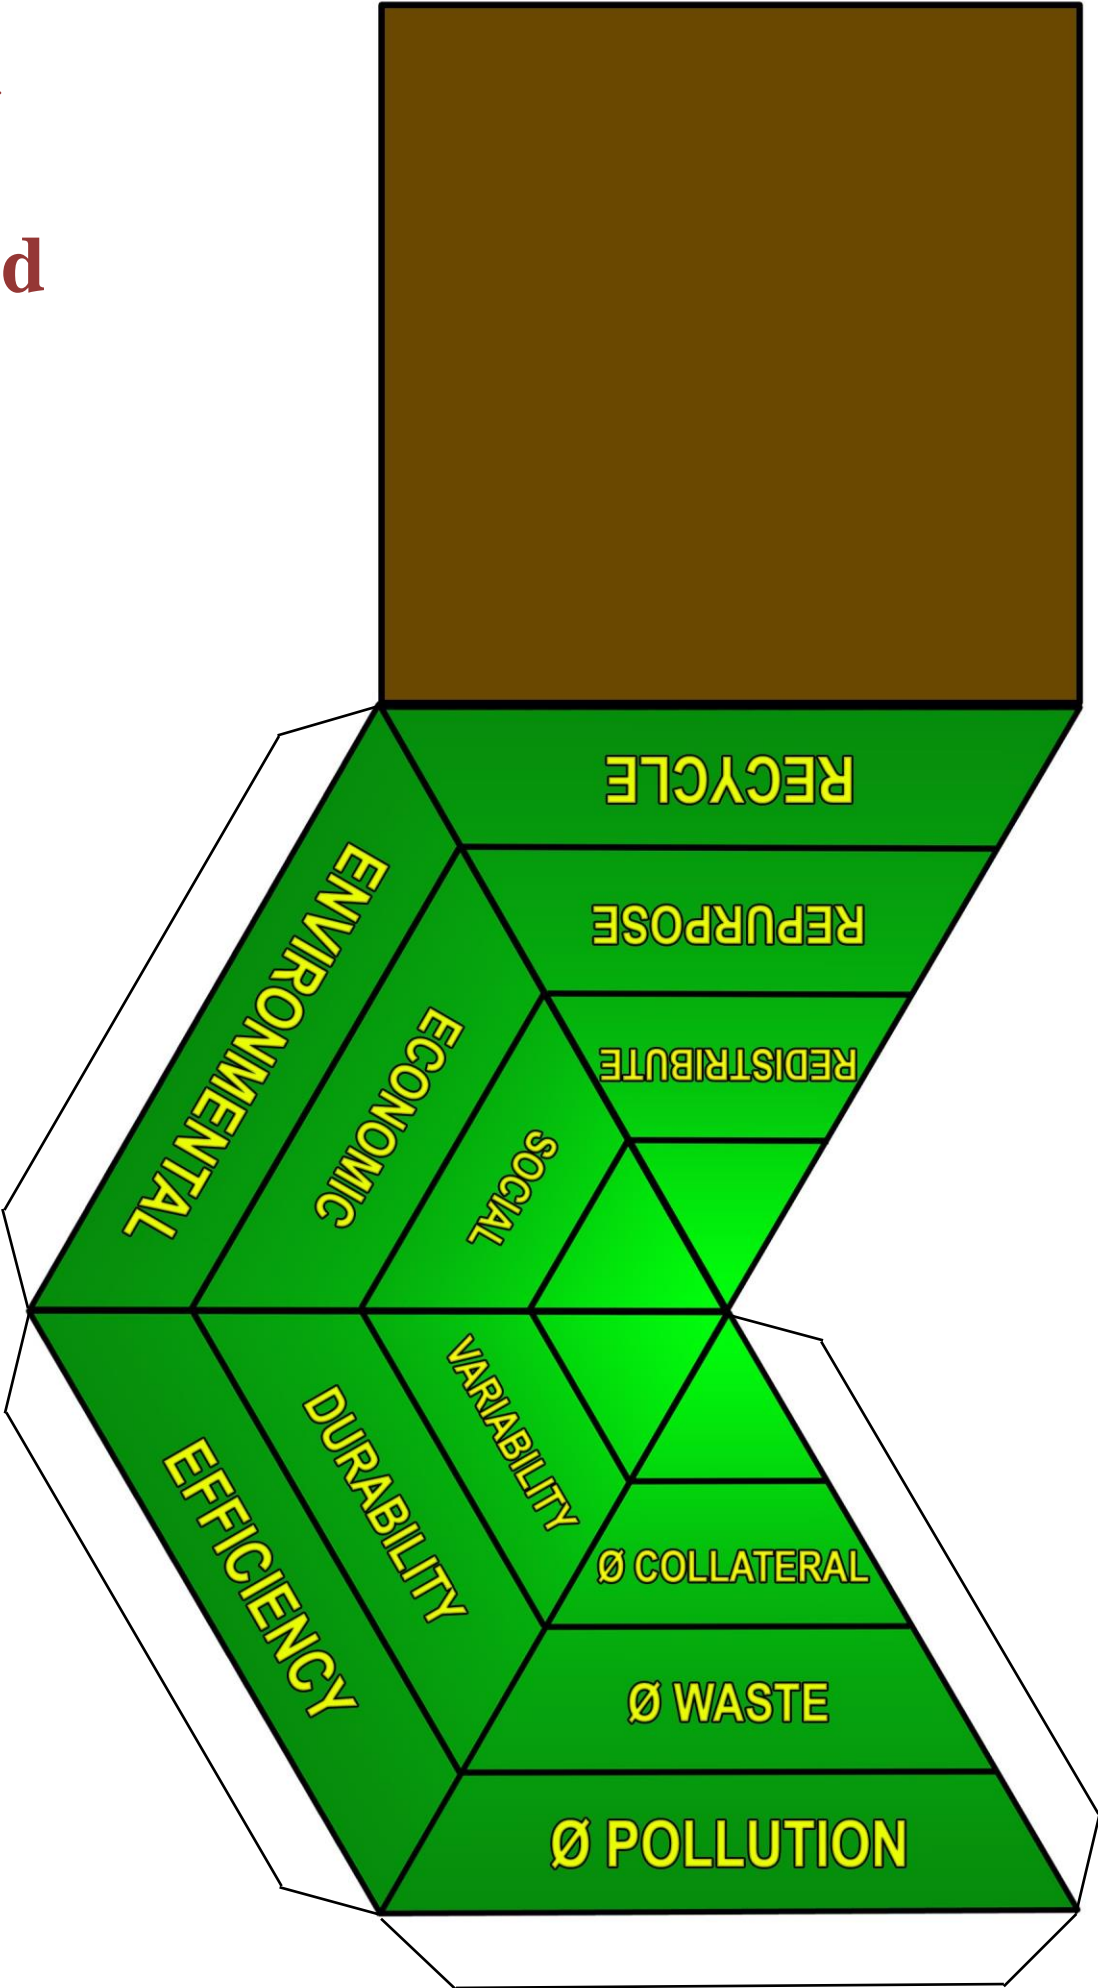 d
RECYCLE
REPURPOSE
REDISTRIBUTE
ENVIRONMENTAL
ECONOMIC
SOCIAL
VARIABILITY
DURABILITY
EFFICIENCY
Ø COLLATERAL
Ø WASTE
Ø POLLUTION